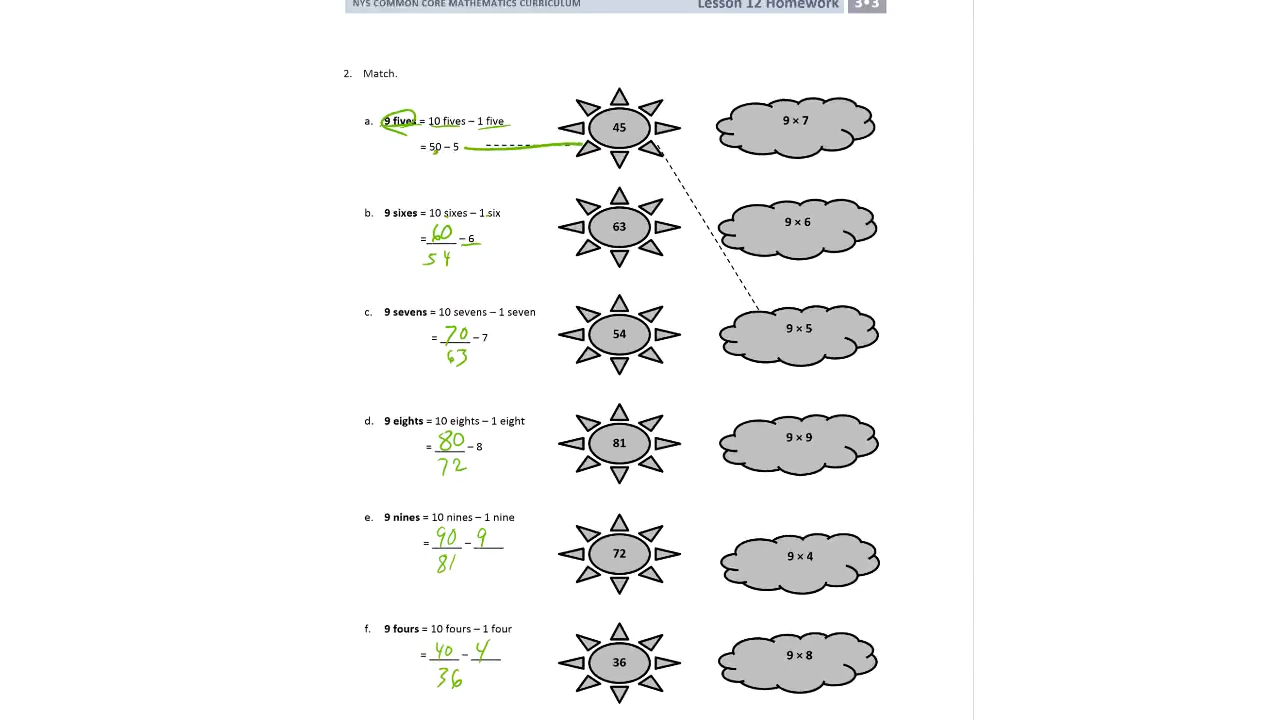 NYS COMMON CORE MATHEMATICS CURRICULUM Lesson 12 Homework 3•3
2. Match.
a. 9 fives = 10 fives – 1 five
= 50 – 5
45
9 × 7
b. 9 sixes = 10 sixes – 1 six
= 60 – 6
54
63
9 × 6
c. 9 sevens = 10 sevens – 1 seven
= 70 – 7
63
54
9 × 5
d. 9 eights = 10 eights – 1 eight
= 80 – 8
72
81
9 × 9
e. 9 nines = 10 nines – 1 nine
= 90 – 9
81
72
9 × 4
f. 9 fours = 10 fours – 1 four
= 40 – 4
36
36
9 × 8